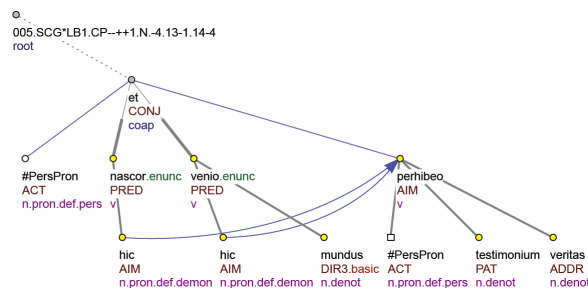 005.SCG*LB1.CP--++1.N.-4.13-1.14-4
root
et
CONJ
coap
#PersPron nascor.enunc venio.enunc perhibeo
ACT PRED PRED AIM
n.pron.def.pers v v v
hic hic mundus #PersPron testimonium veritas
AIM AIM DIR3.basic ACT PAT ADDR
n.pron.def.demon n.pron.def.demon n.denot n.pron.def.pers n.denot n.denot